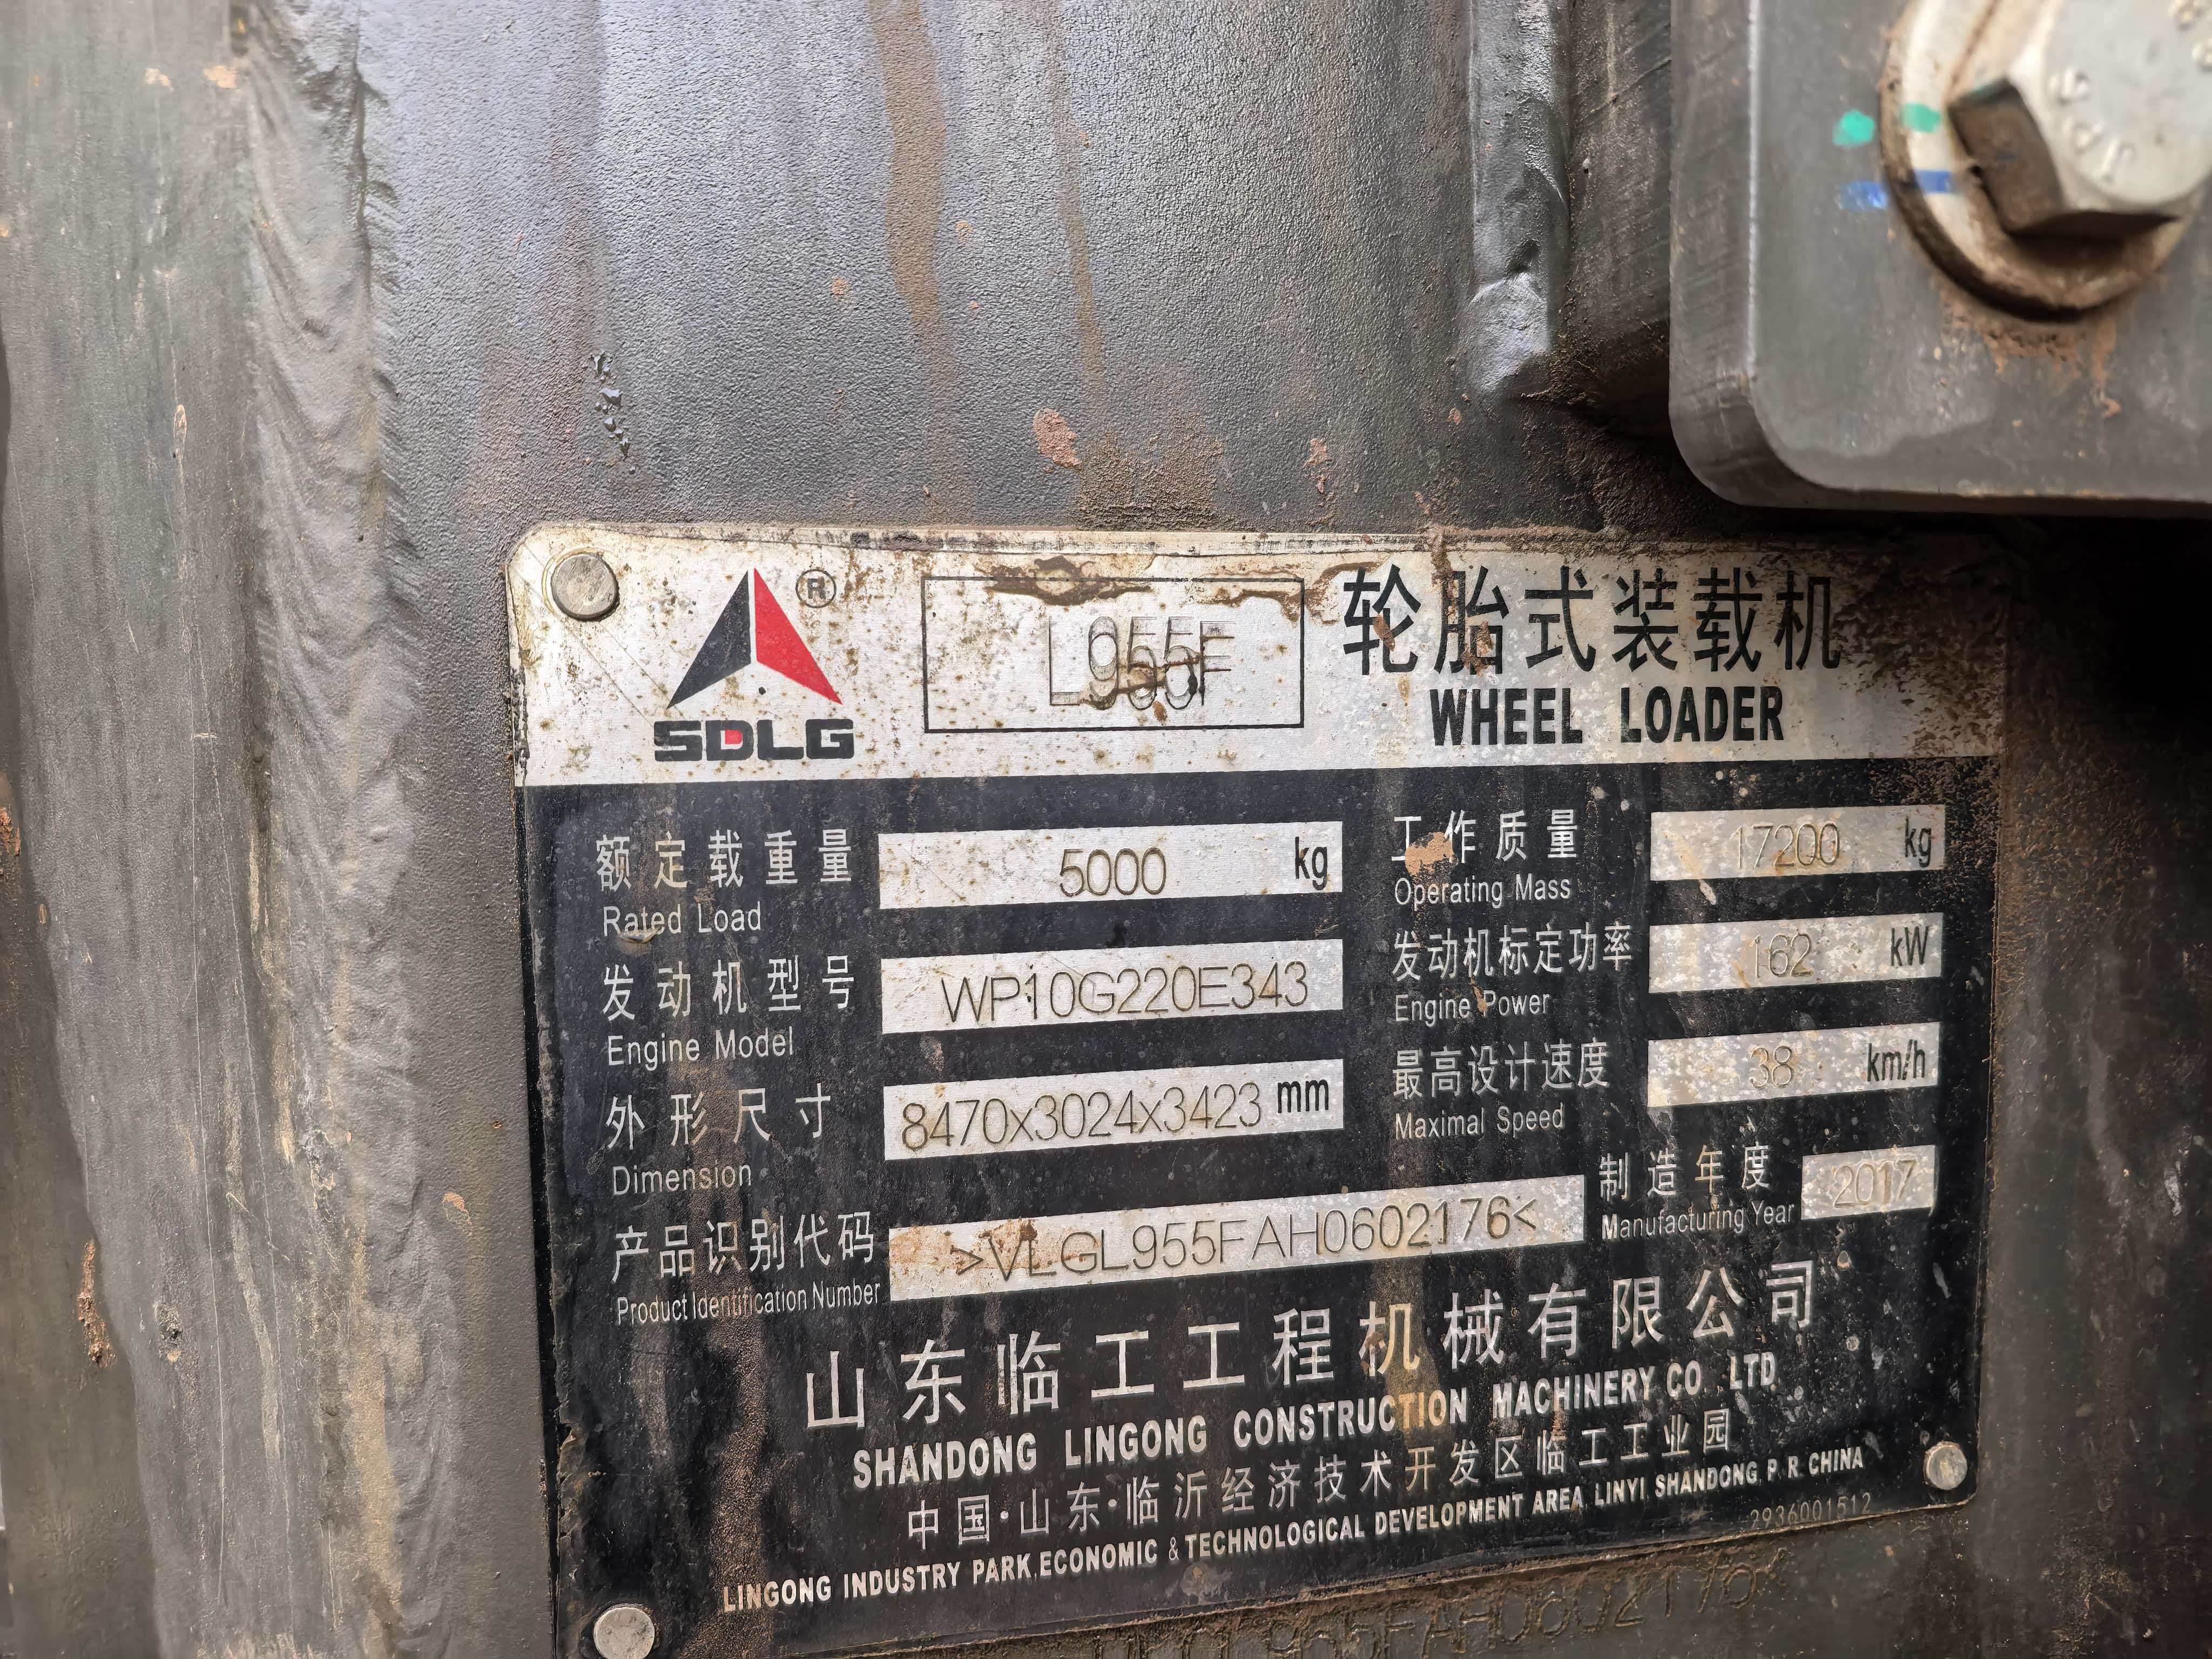 SDLG ®
L955F
轮胎式装载机
WHEEL LOADER
额定载重量 5000 kg
Rated Load
工作质量 17200 kg
Operating Mass
发动机型号 WP10G220E343
Engine Model
发动机标定功率 162 kW
Engine Power
外形尺寸 8470x3024x3423 mm
Dimension
最高设计速度 38 km/h
Maximal Speed
产品识别代码 >VLGL955FAH0602176<
Product Identification Number
制造年度 2017
Manufacturing Year
山东临工工程机械有限公司
SHANDONG LINGONG CONSTRUCTION MACHINERY CO LTD
中国·山东·临沂经济技术开发区临工工业园
LINGONG INDUSTRY PARK,ECONOMIC & TECHNOLOGICAL DEVELOPMENT AREA, LINYI, SHANDONG, P. R. CHINA
2936001512
955FAH0602176